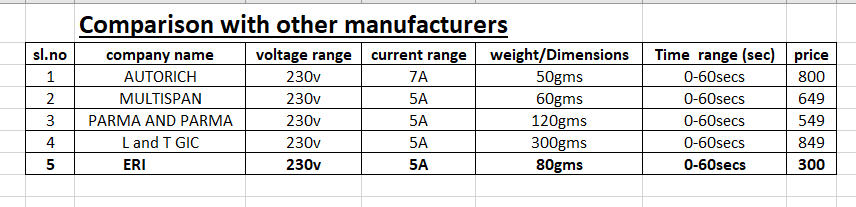 Comparison with other manufacturers
sl.no company name voltage range current range weight/Dimensions Time range (sec) price
1 AUTORICH 230v 7A 50gms 0-60secs 800
2 MULTISPAN 230v 5A 60gms 0-60secs 649
3 PARMA AND PARMA 230v 5A 120gms 0-60secs 549
4 L and T GIC 230v 5A 300gms 0-60secs 849
5 ERI 230v 5A 80gms 0-60secs 300